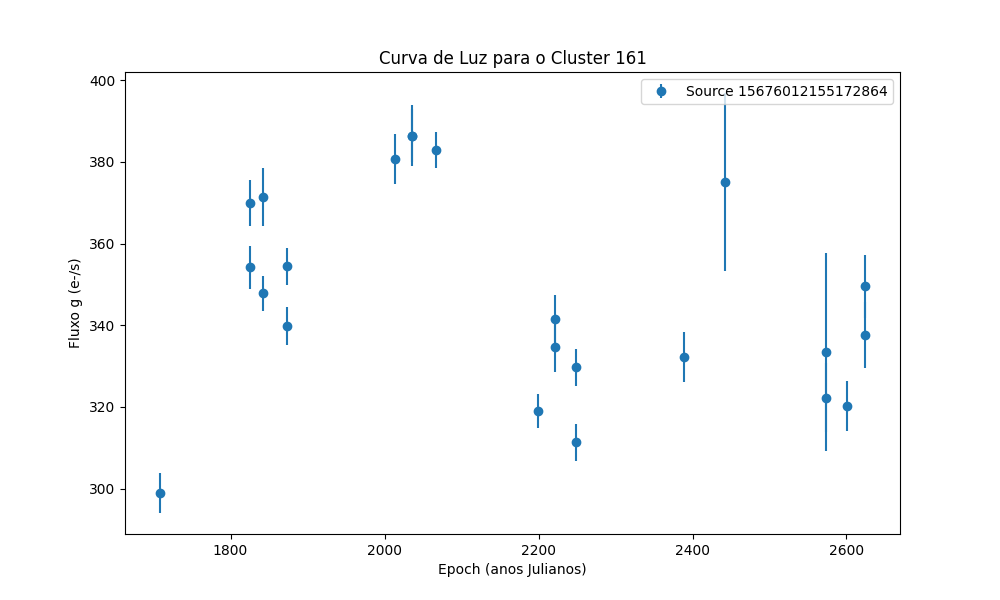 Curva de Luz para o Cluster 161
Source 15676012155172864
400
380
360
340
320
300
Fluxo g (e-/s)
1800 2000 2200 2400 2600
Epoch (anos Julianos)